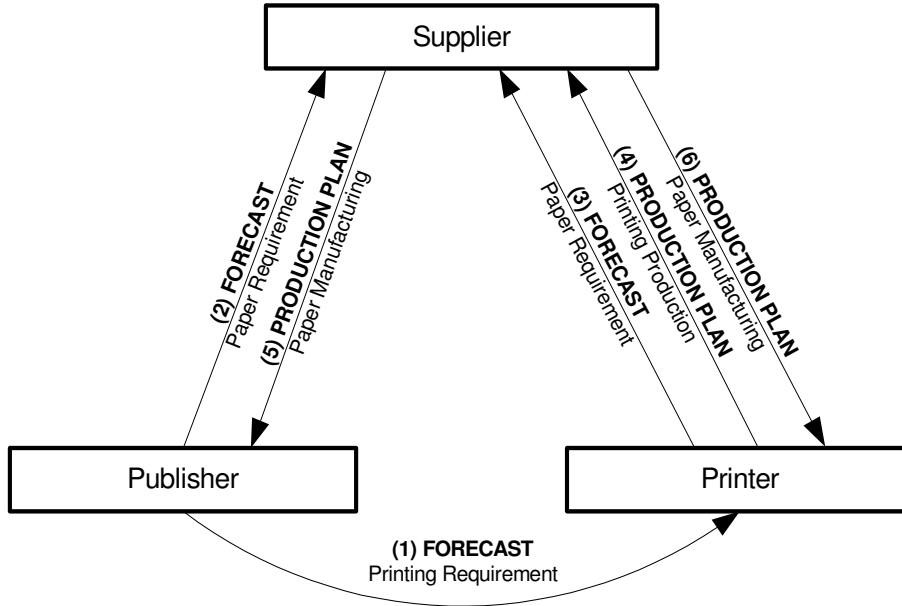 Supplier
(2) FORECAST
Paper Requirement
(5) PRODUCTION PLAN
Paper Manufacturing
(3) FORECAST
Paper Requirement
(4) PRODUCTION PLAN
Printing Production
(6) PRODUCTION PLAN
Paper Manufacturing
Publisher
Printer
(1) FORECAST
Printing Requirement